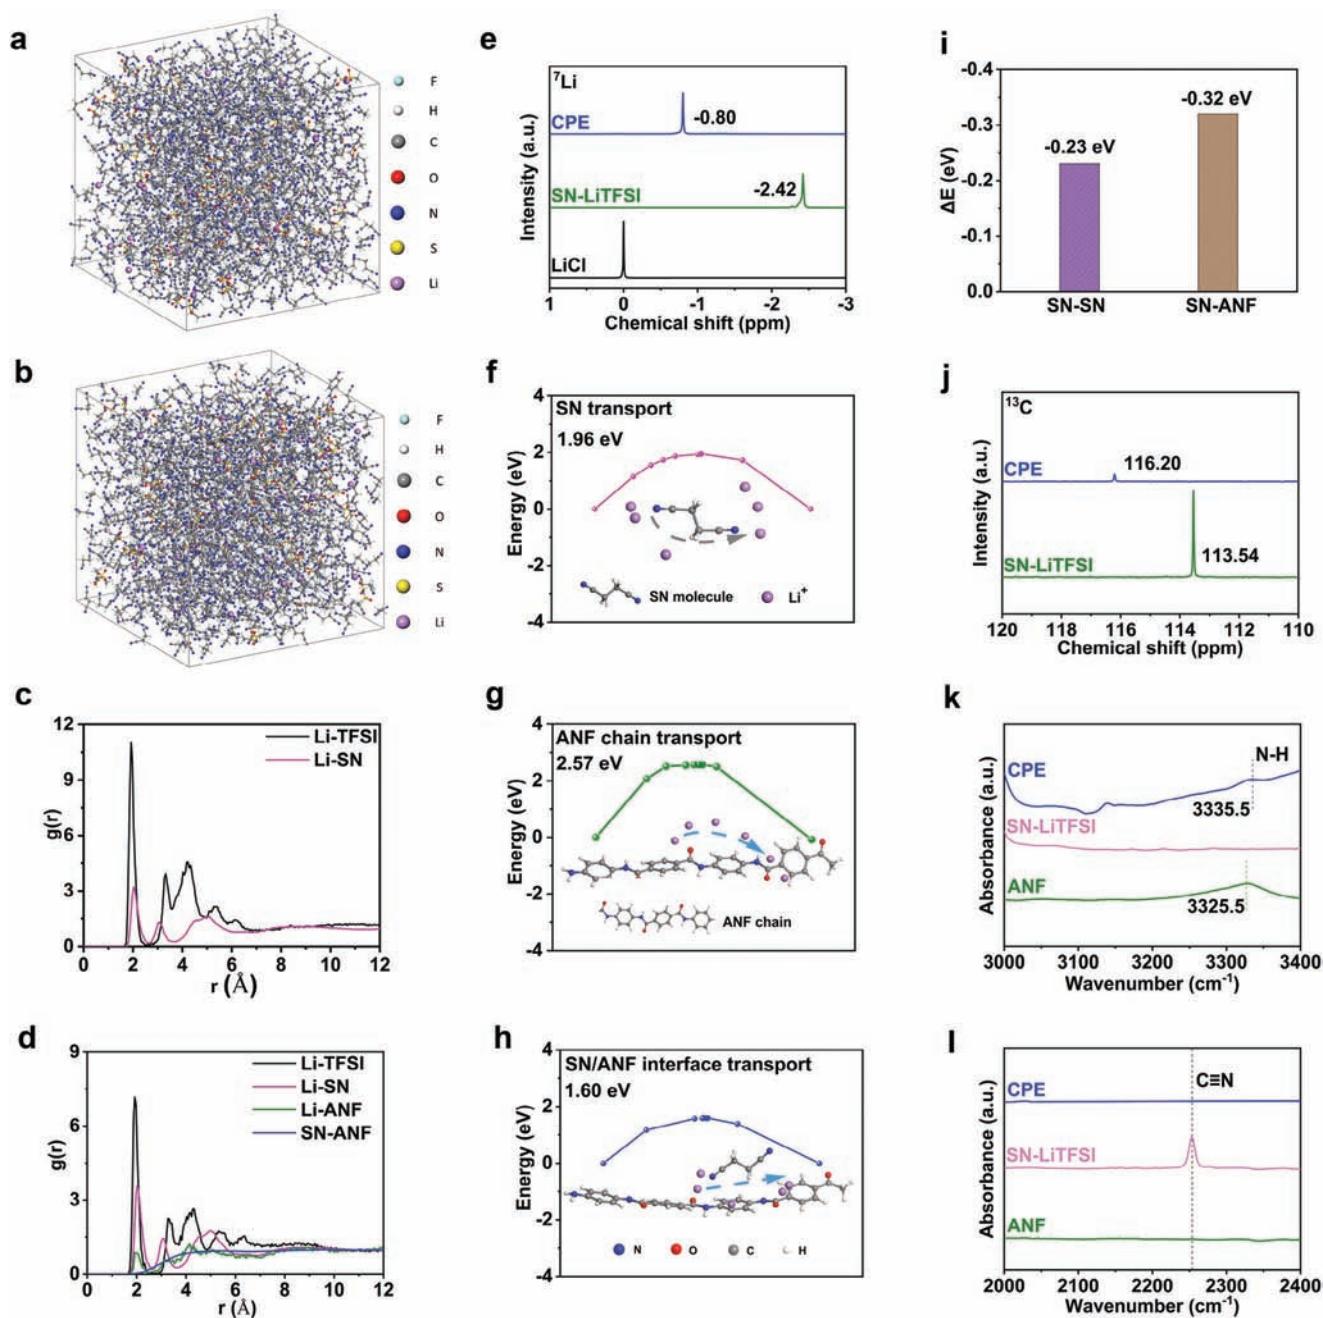 a
F
H
C
O
N
S
Li
b
F
H
C
O
N
S
Li
c
12
9
6
3
0
g(r)
Li-TFSI
Li-SN
0 2 4 6 8 10 12
r (Å)
d
9
6
3
0
g(r)
Li-TFSI
Li-SN
Li-ANF
SN-ANF
0 2 4 6 8 10 12
r (Å)
e
⁷Li
CPE
-0.80
SN-LiTFSI
-2.42
LiCl
Intensity (a.u.)
1 0 -1 -2 -3
Chemical shift (ppm)
f
4
2
0
-2
-4
Energy (eV)
SN transport
1.96 eV
SN molecule
Li⁺
g
4
2
0
-2
-4
Energy (eV)
ANF chain transport
2.57 eV
ANF chain
h
4
2
0
-2
-4
Energy (eV)
SN/ANF interface transport
1.60 eV
N O C H
i
-0.4
-0.3
-0.2
-0.1
0.0
ΔE (eV)
-0.23 eV
-0.32 eV
SN-SN SN-ANF
j
¹³C
CPE
116.20
SN-LiTFSI
113.54
Intensity (a.u.)
120 118 116 114 112 110
Chemical shift (ppm)
k
N-H
CPE
3335.5
SN-LiTFSI
ANF
3325.5
Absorbance (a.u.)
3000 3100 3200 3300 3400
Wavenumber (cm⁻¹)
l
C≡N
CPE
SN-LiTFSI
ANF
Absorbance (a.u.)
2000 2100 2200 2300 2400
Wavenumber (cm⁻¹)